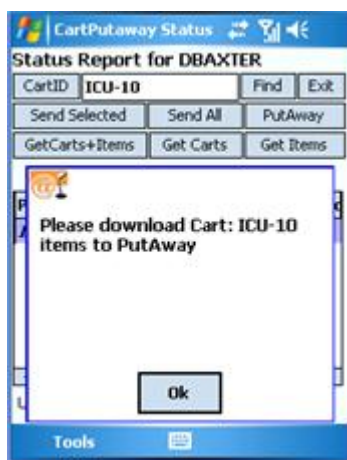 CartPutaway Status
Status Report for DBAXTER
CartID ICU-10 Find Exit
Send Selected Send All PutAway
GetCarts+Items Get Carts Get Items
Please download Cart: ICU-10
items to PutAway
Ok
Tools